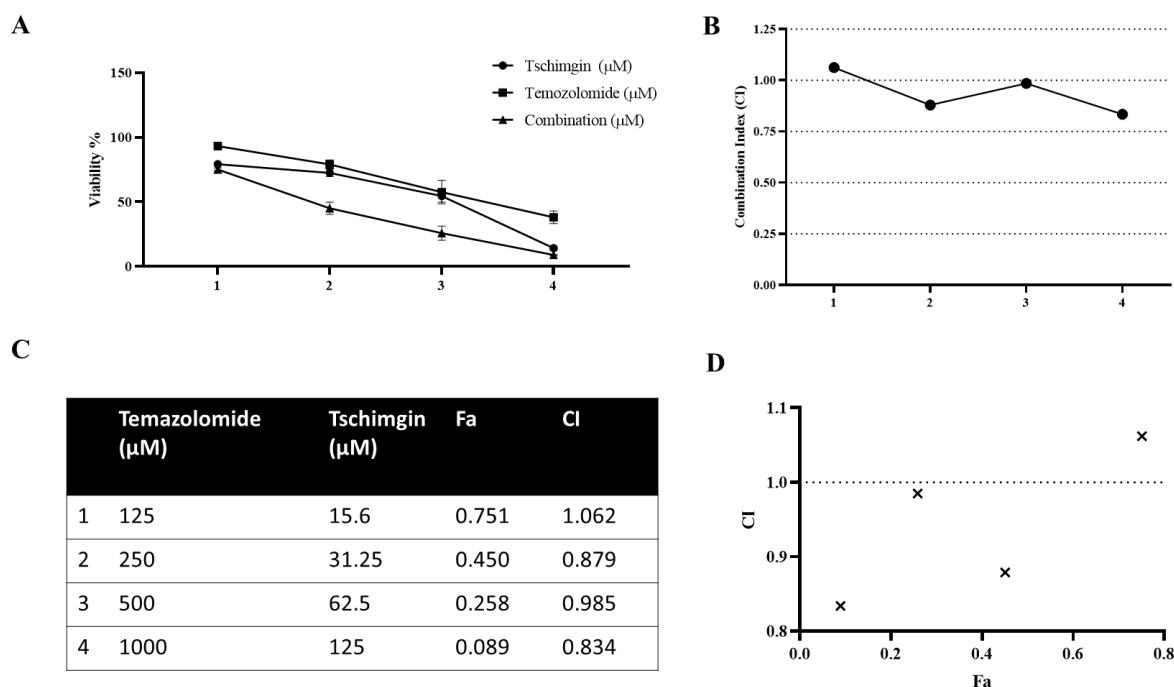 A
Viability %
150
100
50
0
1 2 3 4
Tschimgin (μM)
Temozolomide (μM)
Combination (μM)
B
Combination Index (CI)
1.25
1.00
0.75
0.50
0.25
0.00
1 2 3 4
C
Temazolomide (μM) Tschimgin (μM) Fa CI
1 125 15.6 0.751 1.062
2 250 31.25 0.450 0.879
3 500 62.5 0.258 0.985
4 1000 125 0.089 0.834
D
CI
1.1
1.0
0.9
0.8
0.0 0.2 0.4 0.6 0.8
Fa